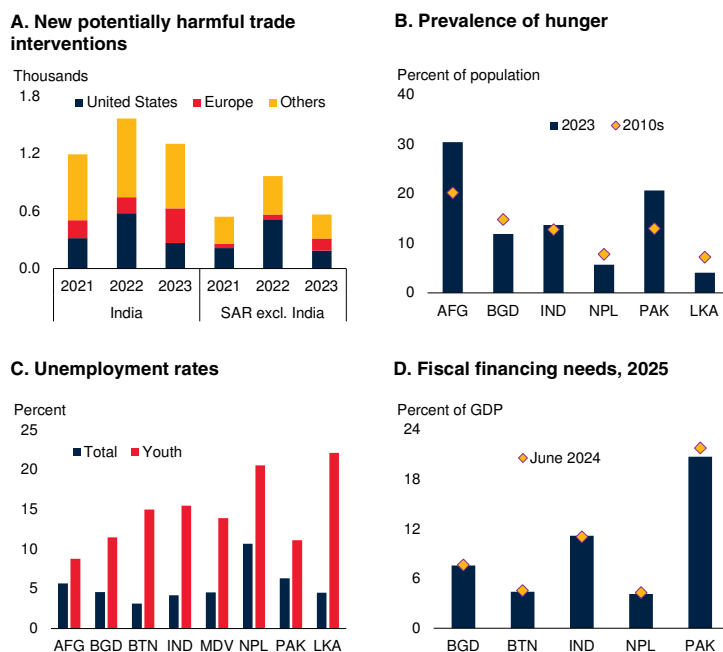 A. New potentially harmful trade
interventions
Thousands
1.8
1.2
0.6
0.0
United States Europe Others
2021 2022 2023 2021 2022 2023
India SAR excl. India
B. Prevalence of hunger
Percent of population
40
30
20
10
0
2023 2010s
AFG BGD IND NPL PAK LKA
C. Unemployment rates
Percent
25
20
15
10
5
0
Total Youth
AFG BGD BTN IND MDV NPL PAK LKA
D. Fiscal financing needs, 2025
Percent of GDP
24
18
12
6
0
June 2024
BGD BTN IND NPL PAK